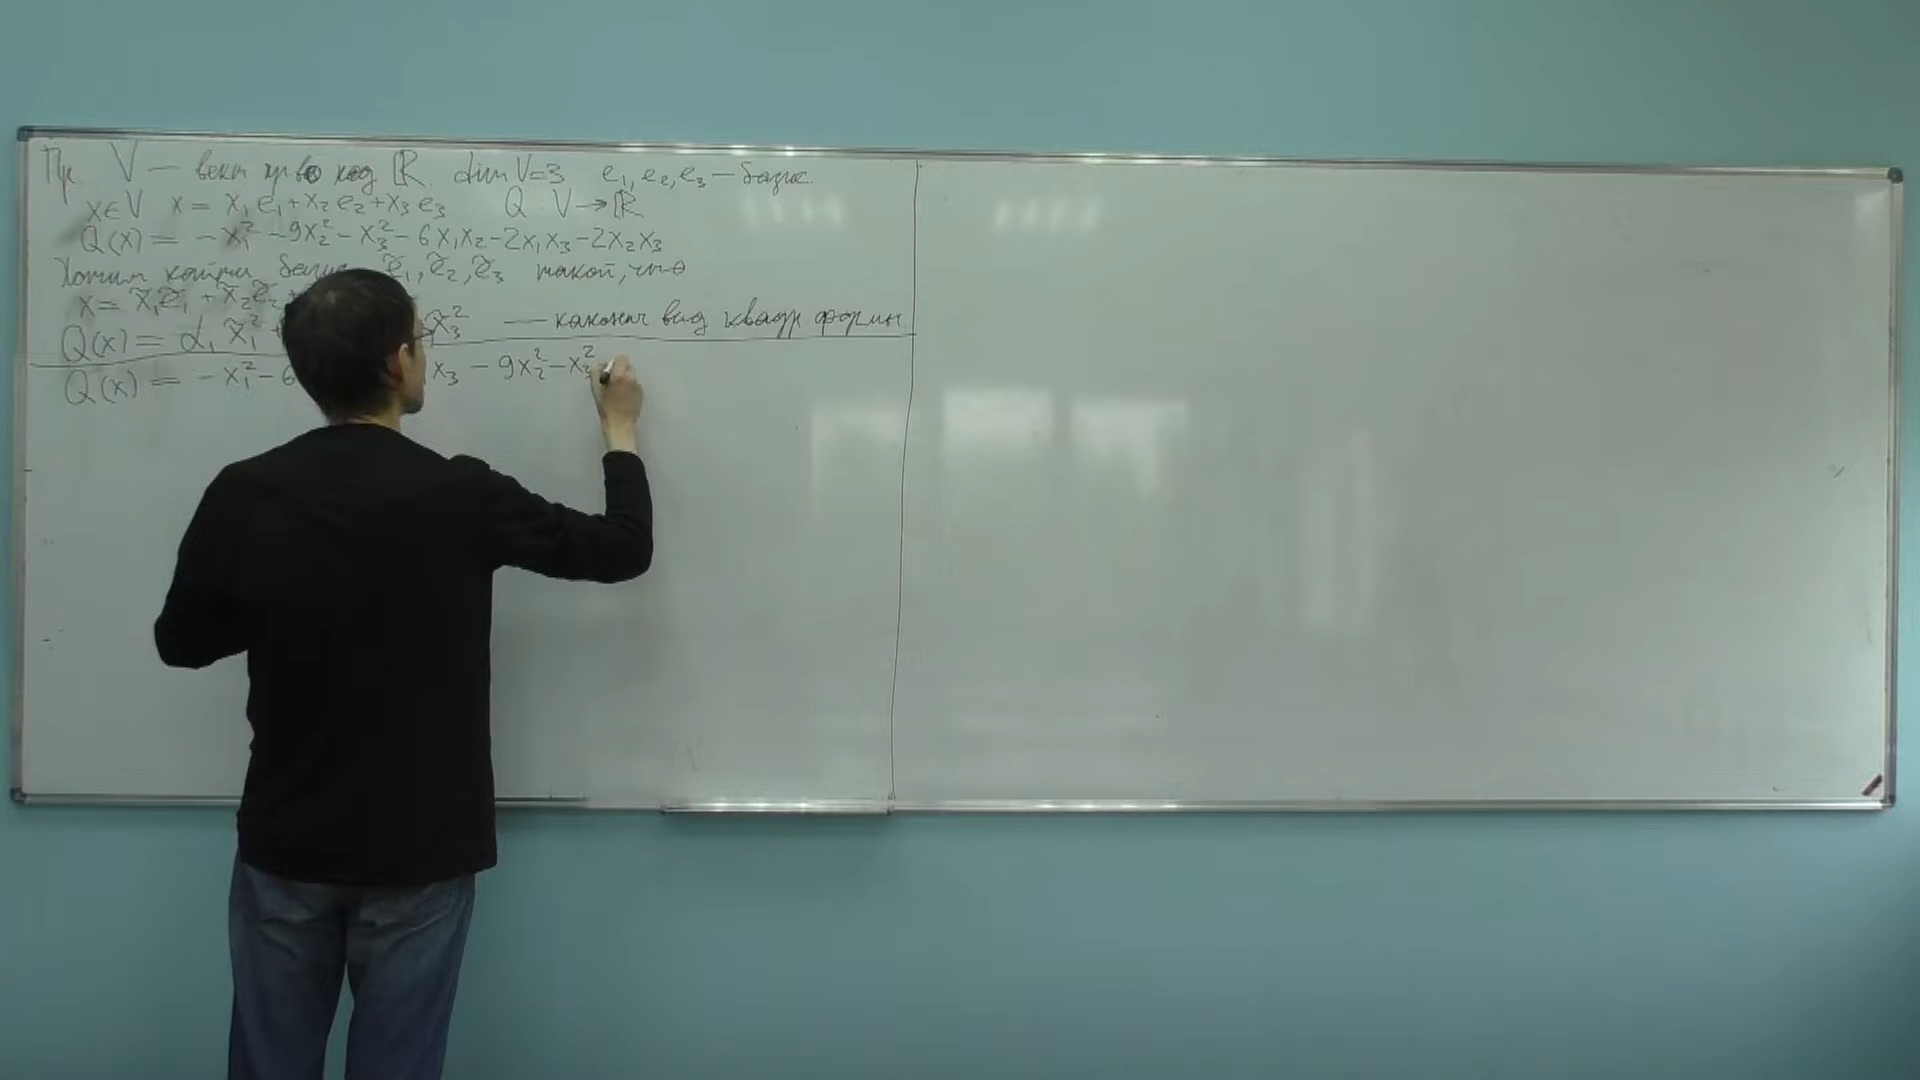 Пр. V — вект пр-во над ℝ. dim V=3 e₁, e₂, e₃ — базис.
x∈V x = x₁e₁+x₂e₂+x₃e₃ Q V→ℝ
Q(x) = -x₁²-9x₂²-x₃²-6x₁x₂-2x₁x₃-2x₂x₃
Хотим найти базис ẽ₁, ẽ₂, ẽ₃ такой, что
x= x̃₁ẽ₁ + x̃₂ẽ₂
Q(x) = α₁ x̃₁² + x̃₃² — канонич вид квадр формы
Q(x) = -x₁²-6 x₃ -9x₂²-x₃²